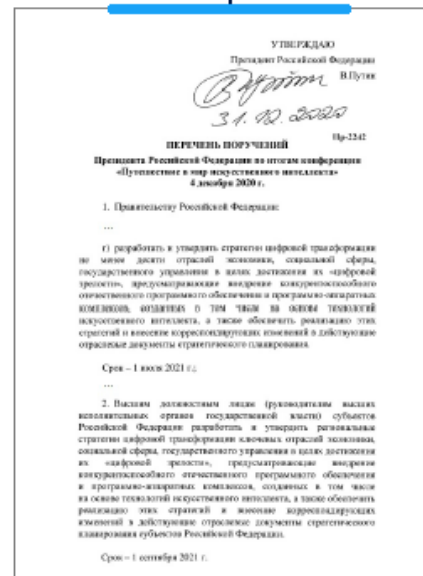 УТВЕРЖДАЮ
Президент Российской Федерации
В.Путин
31.12.2020
Пр-2242
ПЕРЕЧЕНЬ ПОРУЧЕНИЙ
Президента Российской Федерации по итогам конференции
«Путешествие в мир искусственного интеллекта»
4 декабря 2020 г.
1. Правительству Российской Федерации:
...
г) разработать и утвердить стратегии цифровой трансформации
не менее десяти отраслей экономики, социальной сферы,
государственного управления в целях достижения их «цифровой
зрелости», предусматривающие внедрение конкурентоспособного
отечественного программного обеспечения и программно-аппаратных
комплексов, созданных в том числе на основе технологий
искусственного интеллекта, а также обеспечить реализацию этих
стратегий и внесение корреспондирующих изменений в действующие
отраслевые документы стратегического планирования.
Срок – 1 июля 2021 г.;
...
2. Высшим должностным лицам (руководителям высших
исполнительных органов государственной власти) субъектов
Российской Федерации разработать и утвердить региональные
стратегии цифровой трансформации ключевых отраслей экономики,
социальной сферы, государственного управления в целях достижения
их «цифровой зрелости», предусматривающие внедрение
конкурентоспособного отечественного программного обеспечения
и программно-аппаратных комплексов, созданных в том числе
на основе технологий искусственного интеллекта, а также обеспечить
реализацию этих стратегий и внесение корреспондирующих
изменений в действующие отраслевые документы стратегического
планирования субъектов Российской Федерации.
Срок – 1 сентября 2021 г.